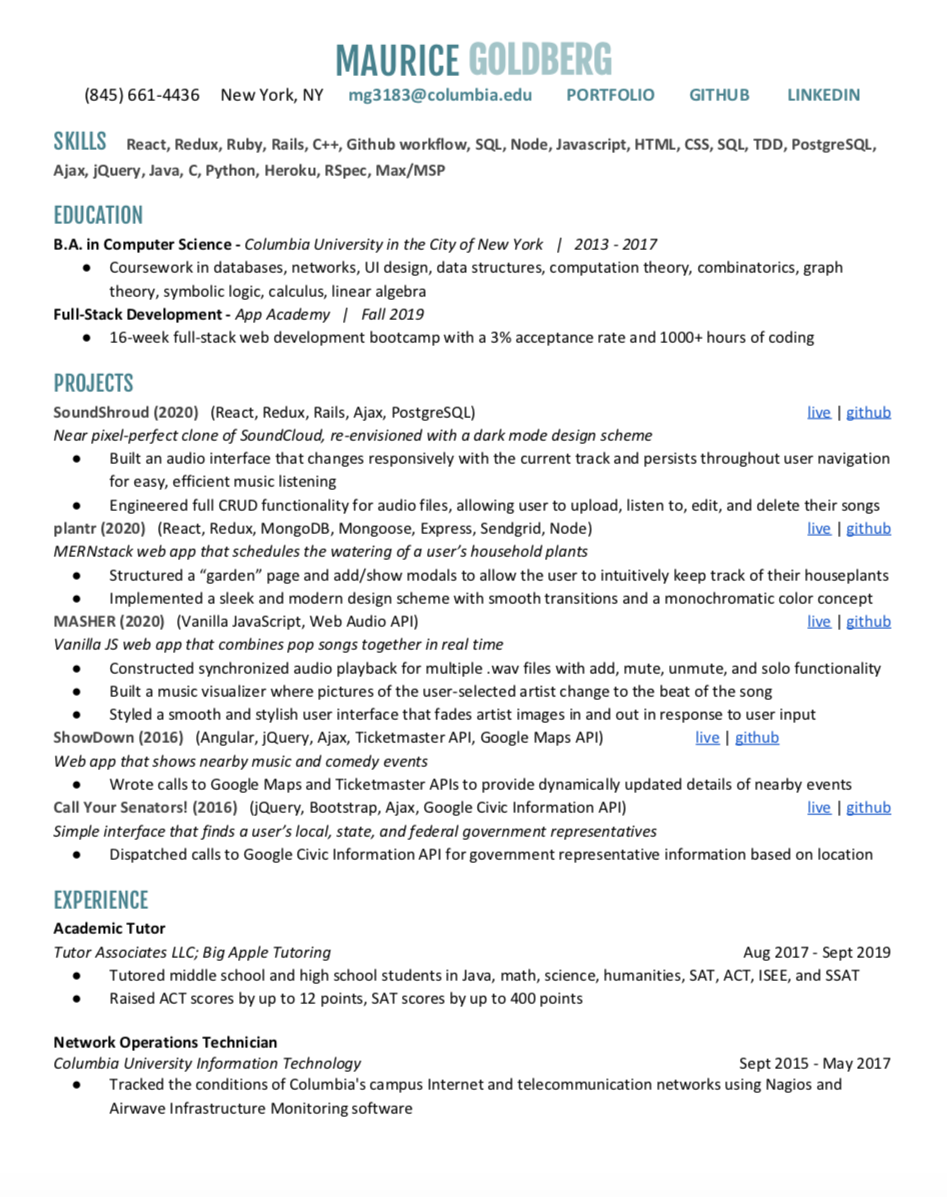 MAURICE GOLDBERG
(845) 661-4436 New York, NY mg3183@columbia.edu PORTFOLIO GITHUB LINKEDIN
SKILLS React, Redux, Ruby, Rails, C++, Github workflow, SQL, Node, Javascript, HTML, CSS, SQL, TDD, PostgreSQL,
Ajax, jQuery, Java, C, Python, Heroku, RSpec, Max/MSP
EDUCATION
B.A. in Computer Science - Columbia University in the City of New York | 2013 - 2017
● Coursework in databases, networks, UI design, data structures, computation theory, combinatorics, graph
theory, symbolic logic, calculus, linear algebra
Full-Stack Development - App Academy | Fall 2019
● 16-week full-stack web development bootcamp with a 3% acceptance rate and 1000+ hours of coding
PROJECTS
SoundShroud (2020) (React, Redux, Rails, Ajax, PostgreSQL) live | github
Near pixel-perfect clone of SoundCloud, re-envisioned with a dark mode design scheme
● Built an audio interface that changes responsively with the current track and persists throughout user navigation
for easy, efficient music listening
● Engineered full CRUD functionality for audio files, allowing user to upload, listen to, edit, and delete their songs
plantr (2020) (React, Redux, MongoDB, Mongoose, Express, Sendgrid, Node) live | github
MERNstack web app that schedules the watering of a user’s household plants
● Structured a “garden” page and add/show modals to allow the user to intuitively keep track of their houseplants
● Implemented a sleek and modern design scheme with smooth transitions and a monochromatic color concept
MASHER (2020) (Vanilla JavaScript, Web Audio API) live | github
Vanilla JS web app that combines pop songs together in real time
● Constructed synchronized audio playback for multiple .wav files with add, mute, unmute, and solo functionality
● Built a music visualizer where pictures of the user-selected artist change to the beat of the song
● Styled a smooth and stylish user interface that fades artist images in and out in response to user input
ShowDown (2016) (Angular, jQuery, Ajax, Ticketmaster API, Google Maps API) live | github
Web app that shows nearby music and comedy events
● Wrote calls to Google Maps and Ticketmaster APIs to provide dynamically updated details of nearby events
Call Your Senators! (2016) (jQuery, Bootstrap, Ajax, Google Civic Information API) live | github
Simple interface that finds a user’s local, state, and federal government representatives
● Dispatched calls to Google Civic Information API for government representative information based on location
EXPERIENCE
Academic Tutor
Tutor Associates LLC; Big Apple Tutoring Aug 2017 - Sept 2019
● Tutored middle school and high school students in Java, math, science, humanities, SAT, ACT, ISEE, and SSAT
● Raised ACT scores by up to 12 points, SAT scores by up to 400 points
Network Operations Technician
Columbia University Information Technology Sept 2015 - May 2017
● Tracked the conditions of Columbia's campus Internet and telecommunication networks using Nagios and
Airwave Infrastructure Monitoring software